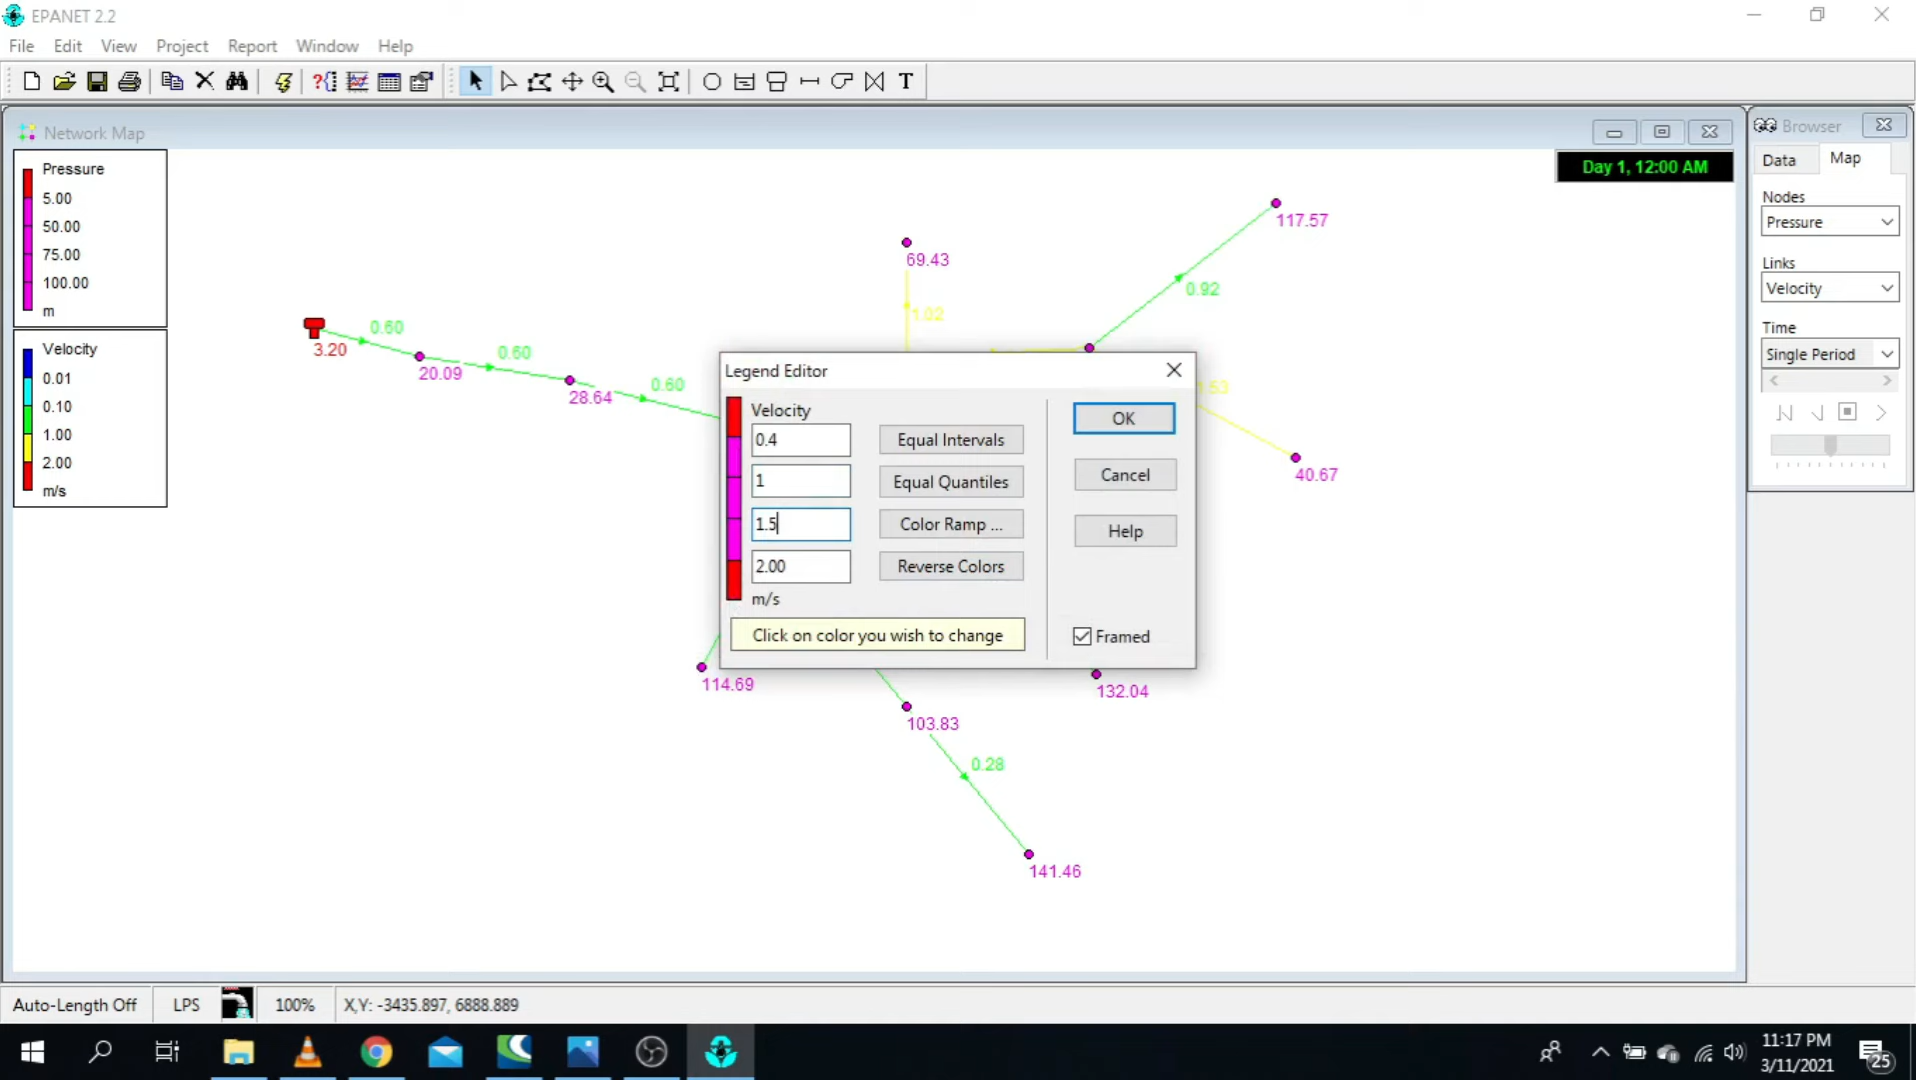 EPANET 2.2
File Edit View Project Report Window Help
Network Map
Day 1, 12:00 AM
Pressure
5.00
50.00
75.00
100.00
m
Velocity
0.01
0.10
1.00
2.00
m/s
3.20
0.60
20.09
0.60
28.64
0.60
69.43
1.02
117.57
0.92
1.53
40.67
114.69
103.83
0.28
141.46
132.04
Legend Editor
Velocity
0.4
1
1.5
2.00
m/s
Equal Intervals
Equal Quantiles
Color Ramp ...
Reverse Colors
Click on color you wish to change
OK
Cancel
Help
Framed
Browser
Data Map
Nodes
Pressure
Links
Velocity
Time
Single Period
Auto-Length Off LPS 100% X,Y: -3435.897, 6888.889
11:17 PM
3/11/2021
25